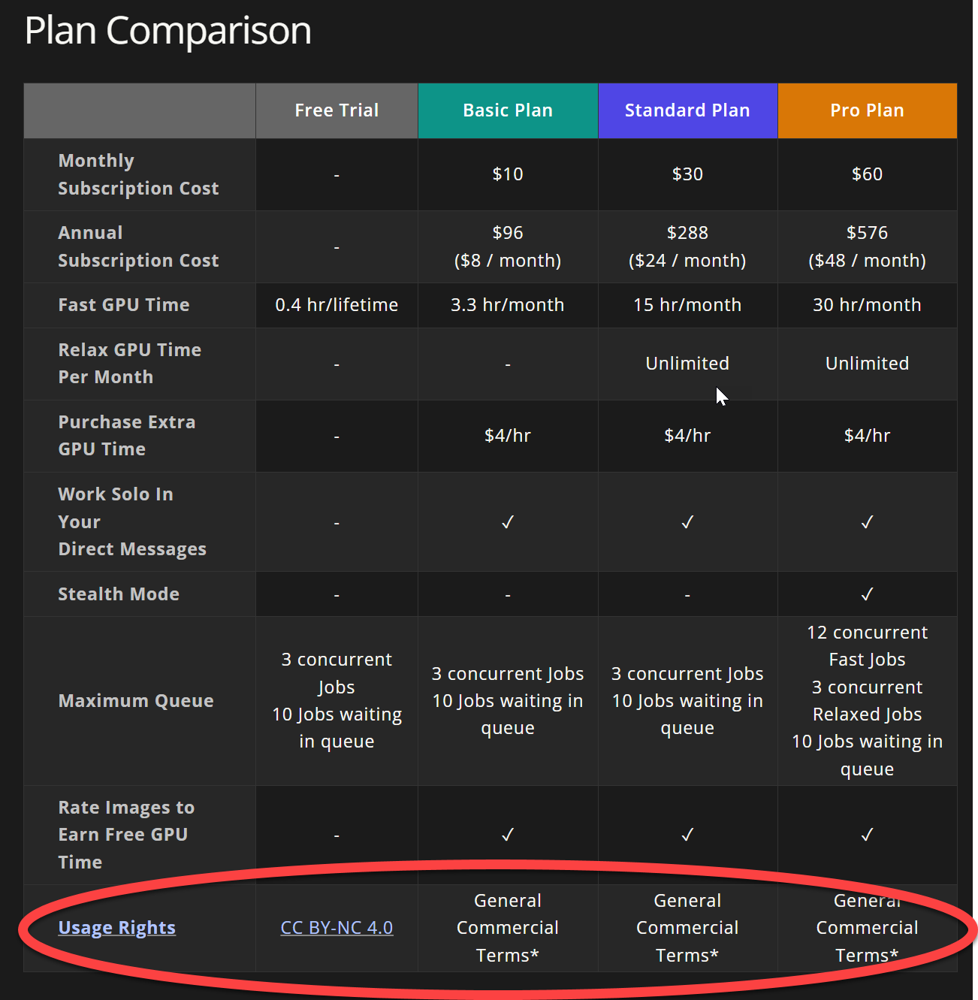 Plan Comparison
Free Trial
Basic Plan
Standard Plan
Pro Plan
Monthly
Subscription Cost
-
$10
$30
$60
Annual
Subscription Cost
-
$96
($8 / month)
$288
($24 / month)
$576
($48 / month)
Fast GPU Time
0.4 hr/lifetime
3.3 hr/month
15 hr/month
30 hr/month
Relax GPU Time
Per Month
-
-
Unlimited
Unlimited
Purchase Extra
GPU Time
-
$4/hr
$4/hr
$4/hr
Work Solo In
Your
Direct Messages
-
✓
✓
✓
Stealth Mode
-
-
-
✓
Maximum Queue
3 concurrent
Jobs
10 Jobs waiting
in queue
3 concurrent Jobs
10 Jobs waiting in
queue
3 concurrent Jobs
10 Jobs waiting in
queue
12 concurrent
Fast Jobs
3 concurrent
Relaxed Jobs
10 Jobs waiting in
queue
Rate Images to
Earn Free GPU
Time
-
✓
✓
✓
Usage Rights
CC BY-NC 4.0
General
Commercial
Terms*
General
Commercial
Terms*
General
Commercial
Terms*